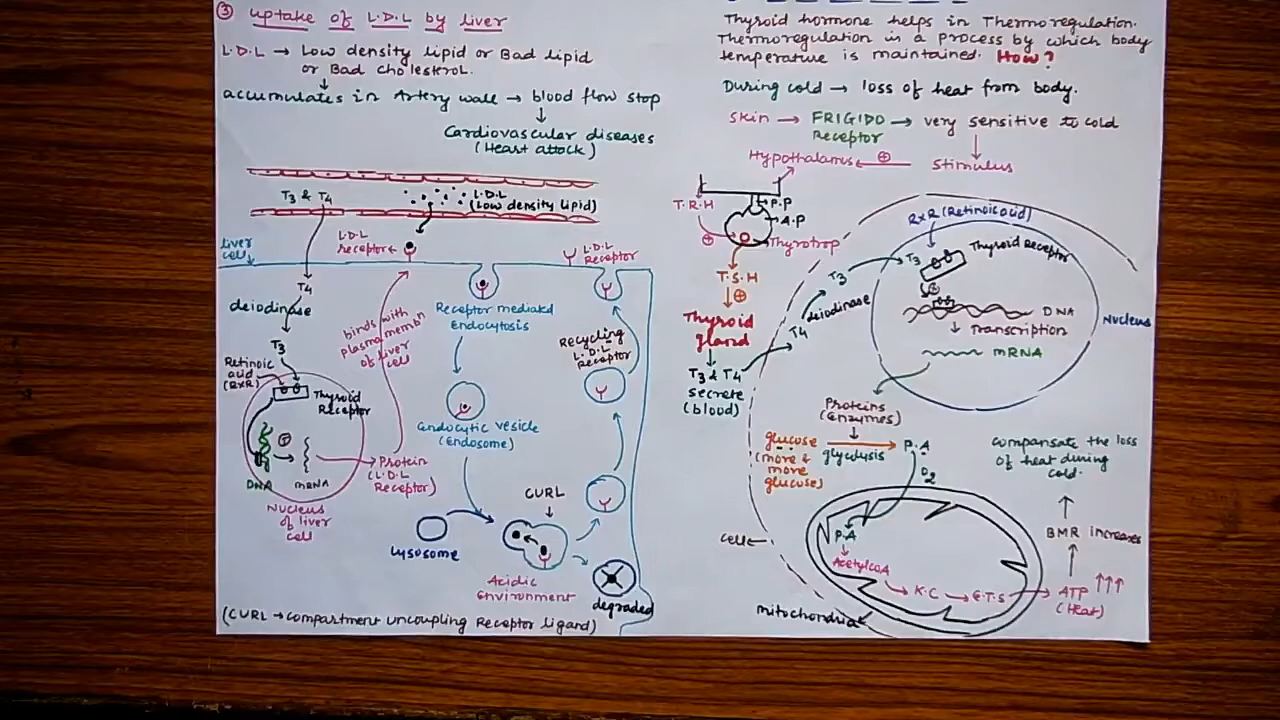 ③ uptake of L.D.L by liver
L.D.L → Low density lipid or Bad lipid
or Bad cholesterol.
accumulates in Artery wall → blood flow stop
Cardiovascular diseases
(Heart attack)
T3 & T4
L.D.L
(Low density lipid)
L.D.L
receptor
liver
cell
L.D.L
Receptor
T4
deiodinase
T3
Retinoic
acid
(RxR)
Thyroid
Receptor
DNA
mRNA
Nucleus
of liver
cell
Protein
(L.D.L
Receptor)
binds with
plasma membn
of liver
cell
Receptor mediated
Endocytosis
Endocytic vesicle
(Endosome)
Lysosome
CURL
Acidic
Environment
Recycling
L.D.L
receptor
degraded
(CURL → compartment uncoupling Receptor ligand)
Thyroid hormone helps in Thermoregulation.
Thermoregulation is a process by which body
temperature is maintained. How?
During cold → loss of heat from body.
Skin → FRIGIDO → very sensitive to cold
Receptor
Hypothalamus ← ⊕ Stimulus
T.R.H
P.P
A.P
⊕
Thyrotrop
T.S.H
⊕
Thyroid
gland
T3 & T4
secrete
(blood)
T4
deiodinase
T3
RxR (Retinoic acid)
T3
Thyroid Receptor
⊕
DNA
Transcription
mRNA
Nucleus
Proteins
(Enzymes)
glucose → P.A
glycolysis
(more &
more
glucose)
O2
P.A
AcetylCoA
K.C → E.T.S → ATP ↑↑↑
(Heat)
BMR increases
compensate the loss
of heat during
cold.
cell
mitochondria